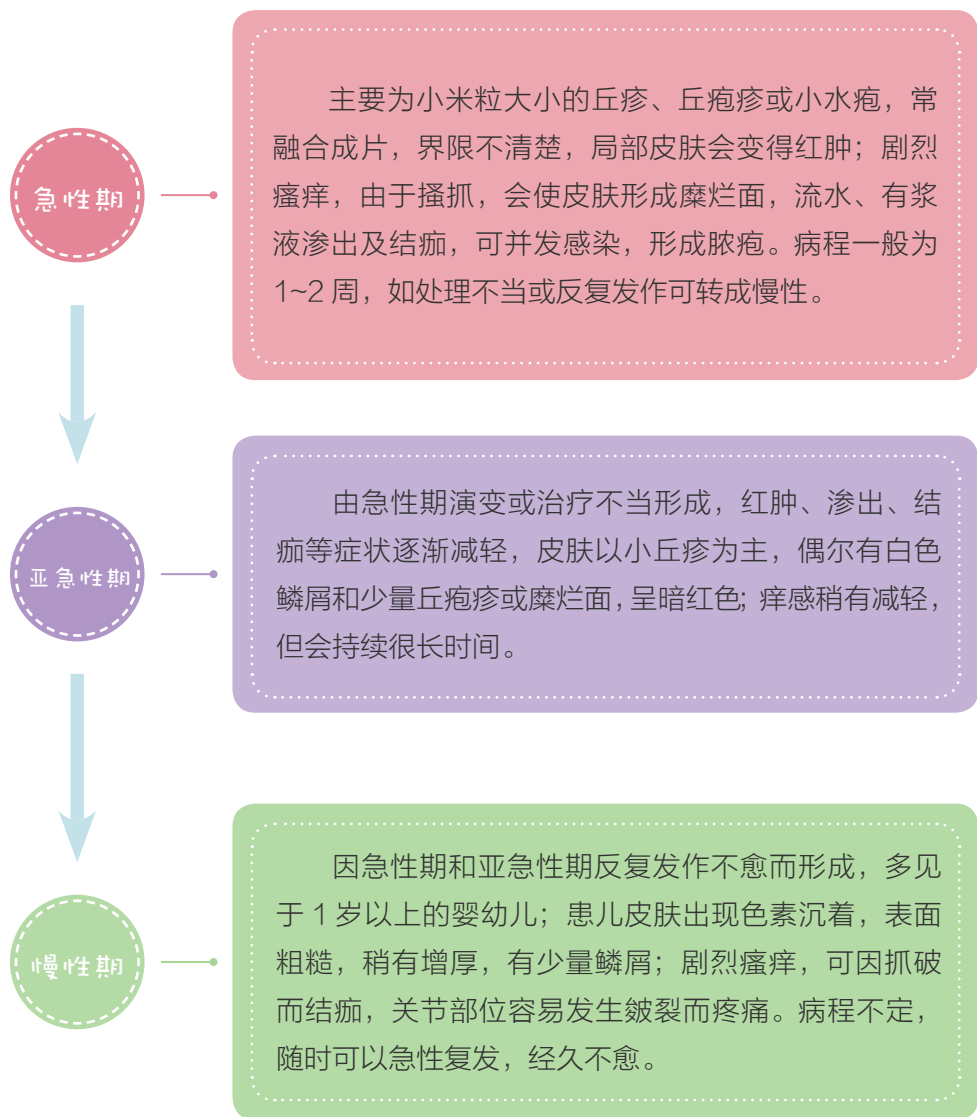 急性期
主要为小米粒大小的丘疹、丘疱疹或小水疱，常
融合成片，界限不清楚，局部皮肤会变得红肿；剧烈
瘙痒，由于搔抓，会使皮肤形成糜烂面，流水、有浆
液渗出及结痂，可并发感染，形成脓疱。病程一般为
1~2 周，如处理不当或反复发作可转成慢性。
亚急性期
由急性期演变或治疗不当形成，红肿、渗出、结
痂等症状逐渐减轻，皮肤以小丘疹为主，偶尔有白色
鳞屑和少量丘疱疹或糜烂面，呈暗红色；痒感稍有减轻，
但会持续很长时间。
慢性期
因急性期和亚急性期反复发作不愈而形成，多见
于 1 岁以上的婴幼儿；患儿皮肤出现色素沉着，表面
粗糙，稍有增厚，有少量鳞屑；剧烈瘙痒，可因抓破
而结痂，关节部位容易发生皴裂而疼痛。病程不定，
随时可以急性复发，经久不愈。